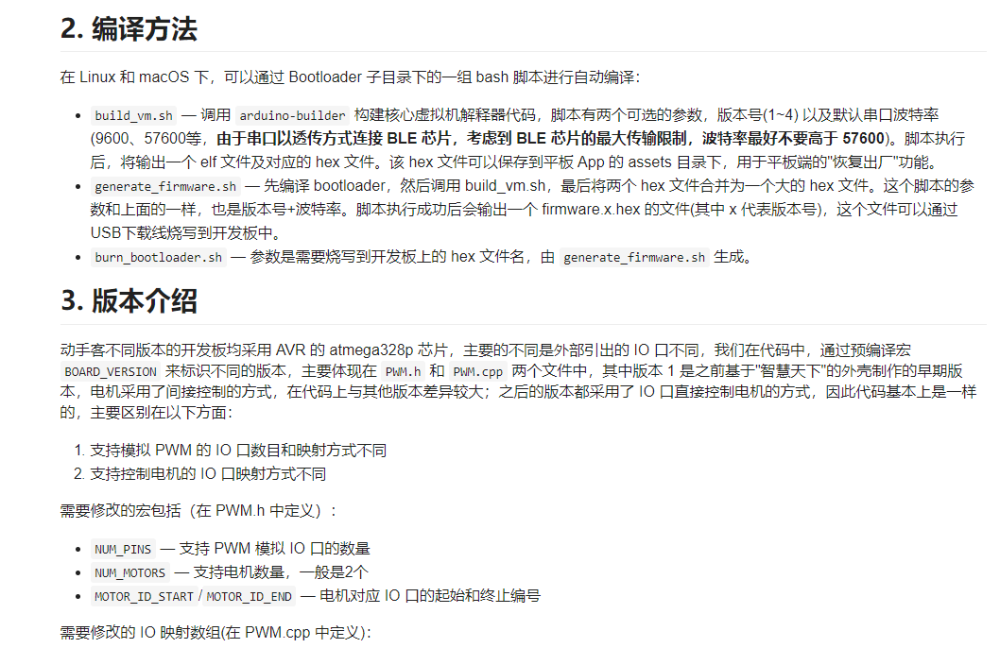 2. 编译方法
在 Linux 和 macOS 下，可以通过 Bootloader 子目录下的一组 bash 脚本进行自动编译：
• build_vm.sh — 调用 arduino-builder 构建核心虚拟机解释器代码，脚本有两个可选的参数，版本号(1~4) 以及默认串口波特率
(9600、57600等，由于串口以透传方式连接 BLE 芯片，考虑到 BLE 芯片的最大传输限制，波特率最好不要高于 57600)。脚本执行
后，将输出一个 elf 文件及对应的 hex 文件。该 hex 文件可以保存到平板 App 的 assets 目录下，用于平板端的"恢复出厂"功能。
• generate_firmware.sh — 先编译 bootloader，然后调用 build_vm.sh，最后将两个 hex 文件合并为一个大的 hex 文件。这个脚本的参
数和上面的一样，也是版本号+波特率。脚本执行成功后会输出一个 firmware.x.hex 的文件(其中 x 代表版本号)，这个文件可以通过
USB下载线烧写到开发板中。
• burn_bootloader.sh — 参数是需要烧写到开发板上的 hex 文件名，由 generate_firmware.sh 生成。
3. 版本介绍
动手客不同版本的开发板均采用 AVR 的 atmega328p 芯片，主要的不同是外部引出的 IO 口不同，我们在代码中，通过预编译宏
BOARD_VERSION 来标识不同的版本，主要体现在 PWM.h 和 PWM.cpp 两个文件中，其中版本 1 是之前基于"智慧天下"的外壳制作的早期版
本，电机采用了间接控制的方式，在代码上与其他版本差异较大；之后的版本都采用了 IO 口直接控制电机的方式，因此代码基本上是一样
的，主要区别在以下方面：
1. 支持模拟 PWM 的 IO 口数目和映射方式不同
2. 支持控制电机的 IO 口映射方式不同
需要修改的宏包括（在 PWM.h 中定义）：
• NUM_PINS — 支持 PWM 模拟 IO 口的数量
• NUM_MOTORS — 支持电机数量，一般是2个
• MOTOR_ID_START / MOTOR_ID_END — 电机对应 IO 口的起始和终止编号
需要修改的 IO 映射数组(在 PWM.cpp 中定义)：